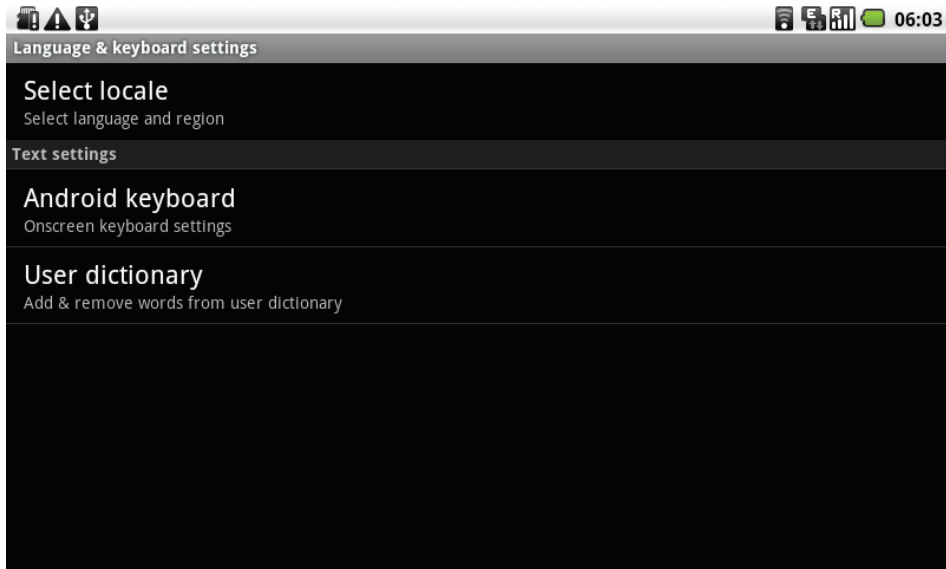 E R 06:03
Language & keyboard settings
Select locale
Select language and region
Text settings
Android keyboard
Onscreen keyboard settings
User dictionary
Add & remove words from user dictionary